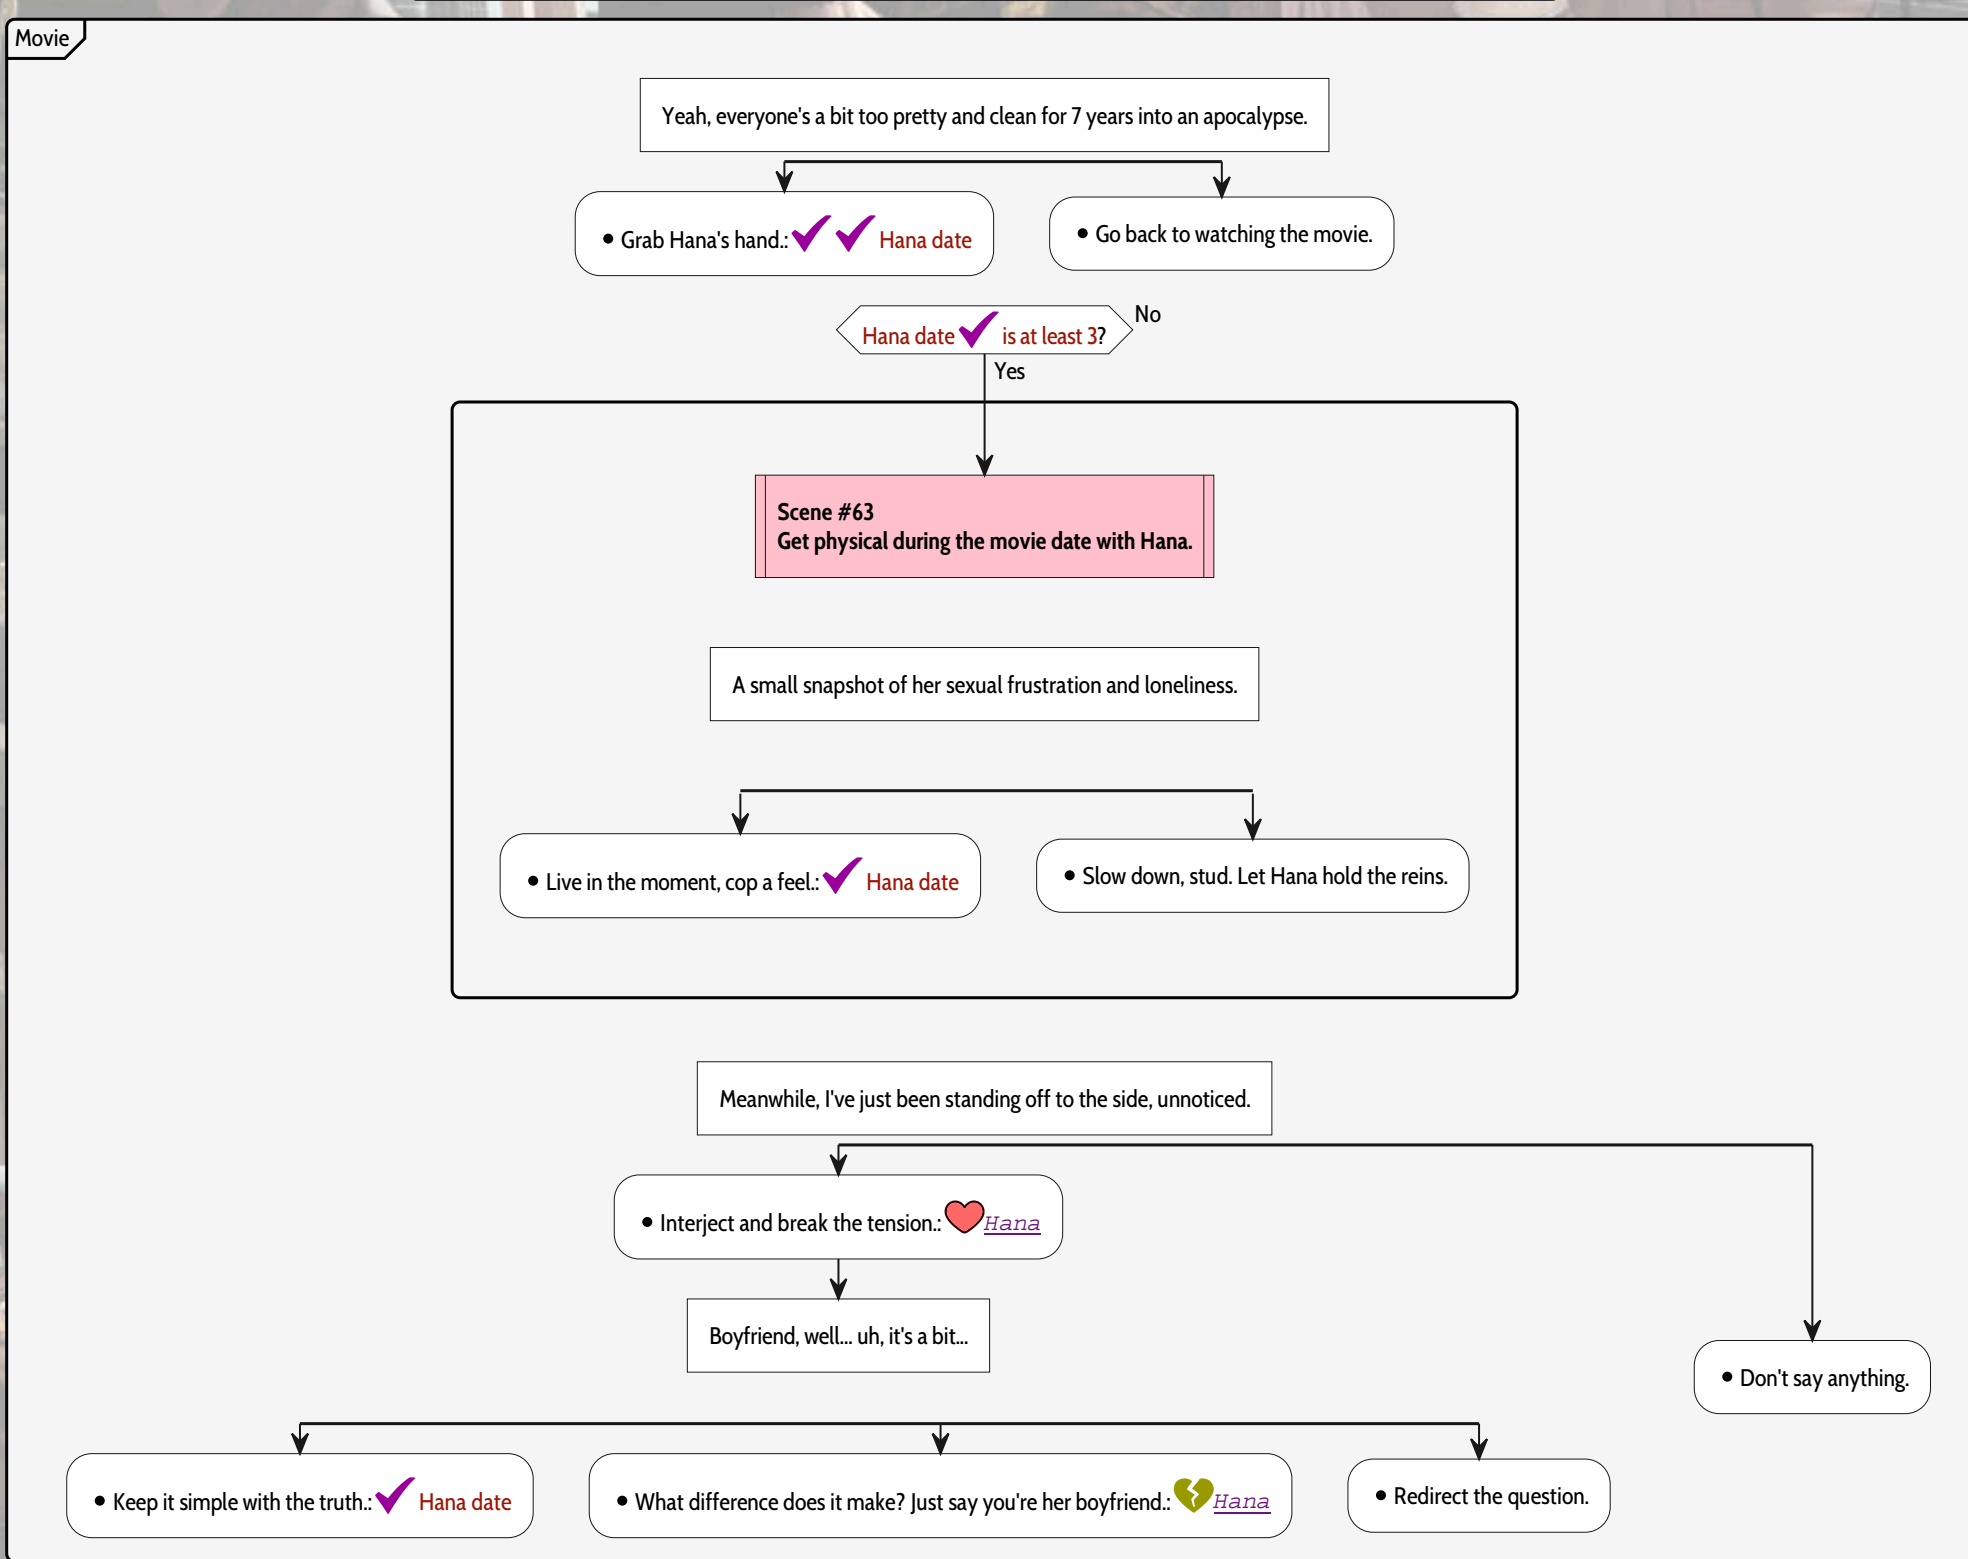 Movie
Yeah, everyone's a bit too pretty and clean for 7 years into an apocalypse.
• Grab Hana's hand.: Hana date
• Go back to watching the movie.
Hana date is at least 3?
No
Yes
Scene #63
Get physical during the movie date with Hana.
A small snapshot of her sexual frustration and loneliness.
• Live in the moment, cop a feel.: Hana date
• Slow down, stud. Let Hana hold the reins.
Meanwhile, I've just been standing off to the side, unnoticed.
• Interject and break the tension.: Hana
Boyfriend, well... uh, it's a bit...
• Don't say anything.
• Keep it simple with the truth.: Hana date
• What difference does it make? Just say you're her boyfriend.: Hana
• Redirect the question.